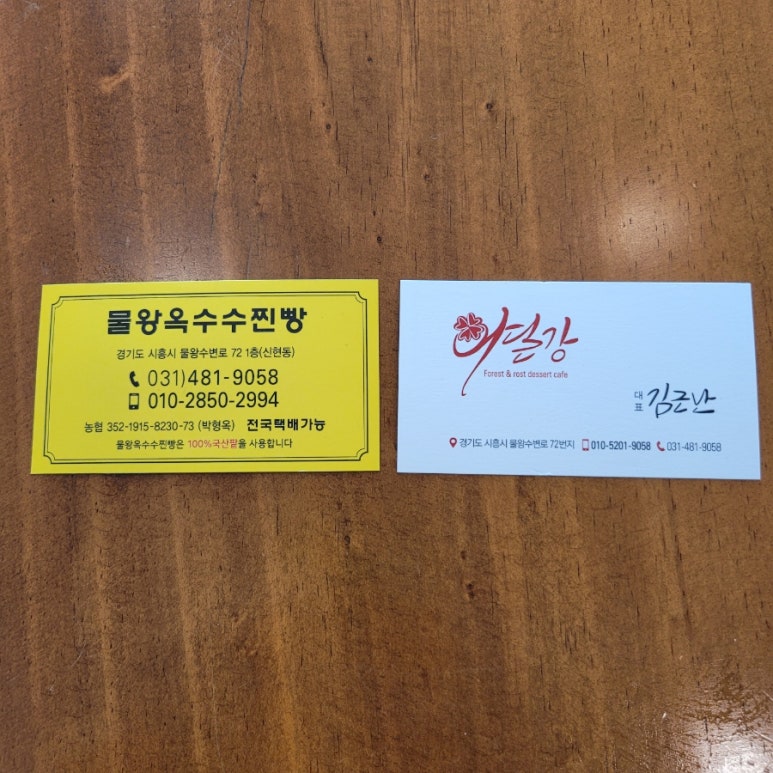 물왕옥수수찐빵
경기도 시흥시 물왕수변로 72 1층(신현동)
031)481-9058
010-2850-2994
농협 352-1915-8230-73 (박형옥) 전국택배가능
물왕옥수수찐빵은 100%국산팥을 사용합니다
여달강
Forest & rest dessert cafe
대표 김근난
경기도 시흥시 물왕수변로 72번지 010-5201-9058 031-481-9058